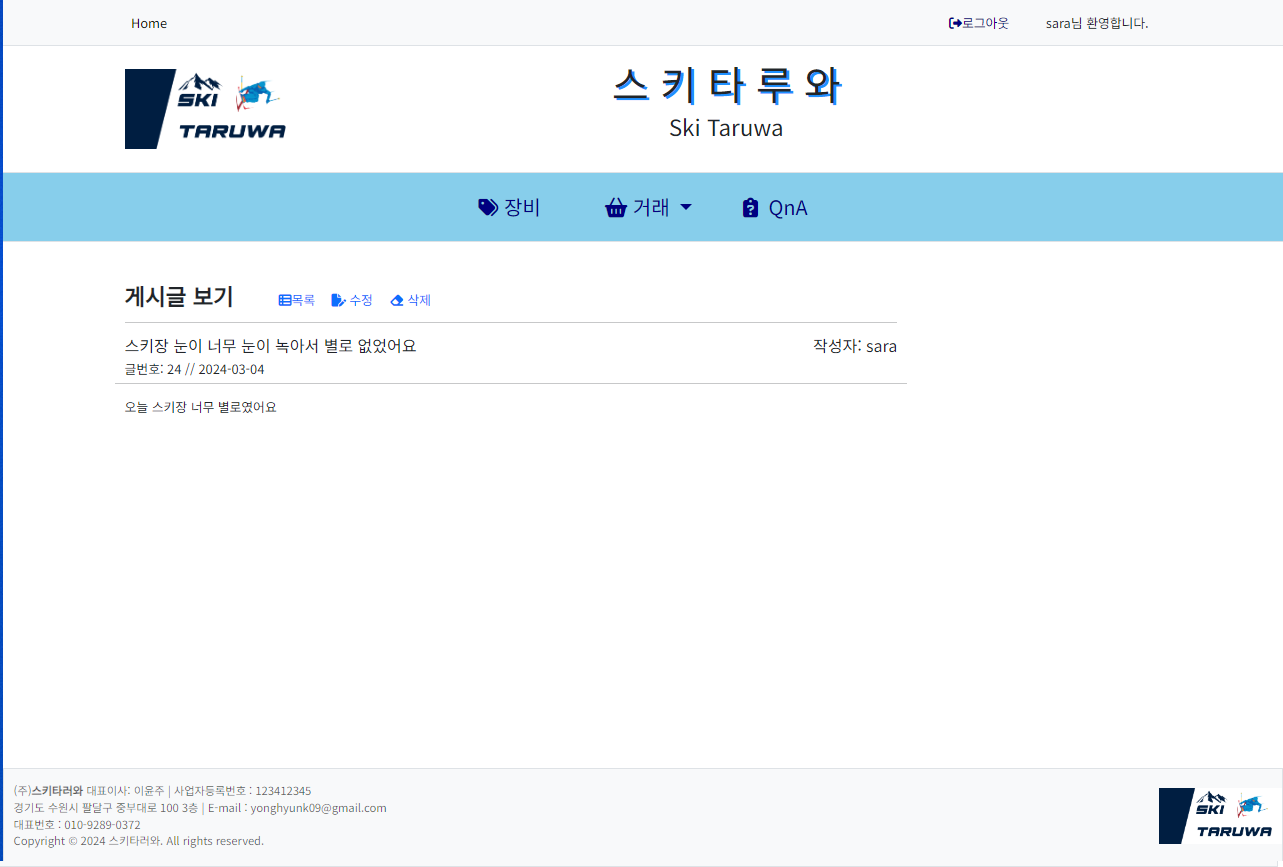 Home 로그아웃 sara님 환영합니다.
SKI
TARUWA
스키타루와
Ski Taruwa
장비 거래 QnA
게시글 보기 목록 수정 삭제
스키장 눈이 너무 눈이 녹아서 별로 없었어요 작성자: sara
글번호: 24 // 2024-03-04
오늘 스키장 너무 별로였어요
(주)스키타러와 대표이사: 이윤주 | 사업자등록번호 : 123412345
경기도 수원시 팔달구 중부대로 100 3층 | E-mail : yonghyunk09@gmail.com
대표번호 : 010-9289-0372
Copyright © 2024 스키타러와. All rights reserved.
SKI
TARUWA